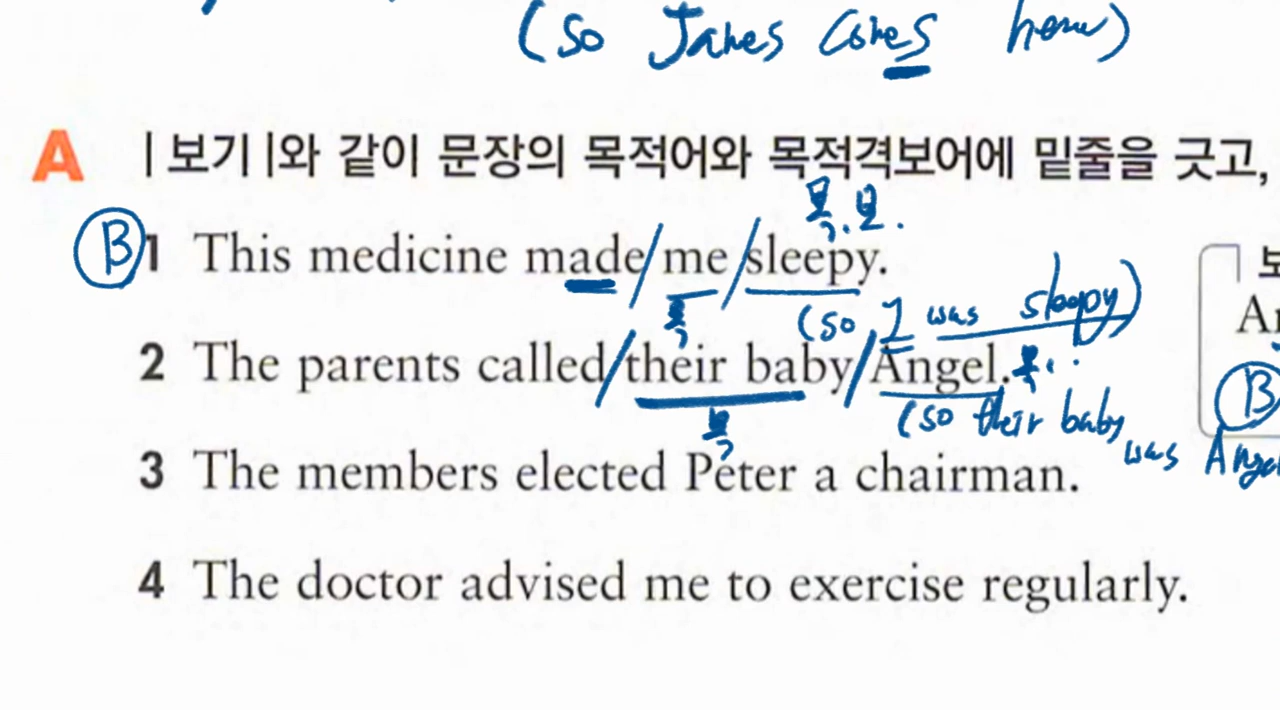 (so James comes home)
A |보기|와 같이 문장의 목적어와 목적격보어에 밑줄을 긋고,
목.보.
B 1 This medicine made/me/sleepy.
목 (so I was sleepy)
2 The parents called/their baby/Angel.
목 (so their baby
was Angel
B
3 The members elected Peter a chairman.
4 The doctor advised me to exercise regularly.